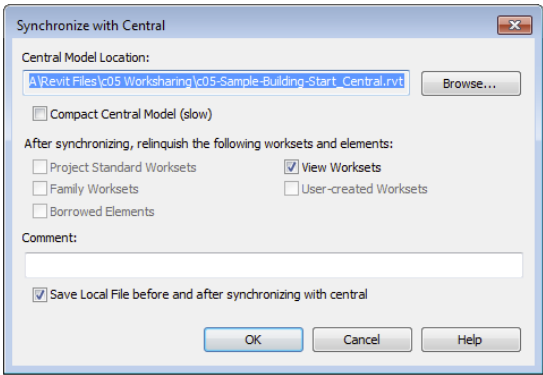 Synchronize with Central
Central Model Location:
A\Revit Files\c05 Worksharing\c05-Sample-Building-Start_Central.rvt
Browse...
Compact Central Model (slow)
After synchronizing, relinquish the following worksets and elements:
Project Standard Worksets
View Worksets
Family Worksets
User-created Worksets
Borrowed Elements
Comment:
Save Local File before and after synchronizing with central
OK
Cancel
Help